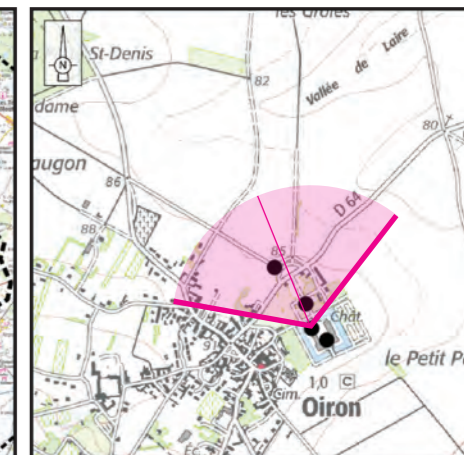 les Groies
N
St-Denis
82
Vallée de Laire
dame
80
augon
86
D 64
85
88
Chât.
le Petit P
1,0 C
Cim.
Oiron